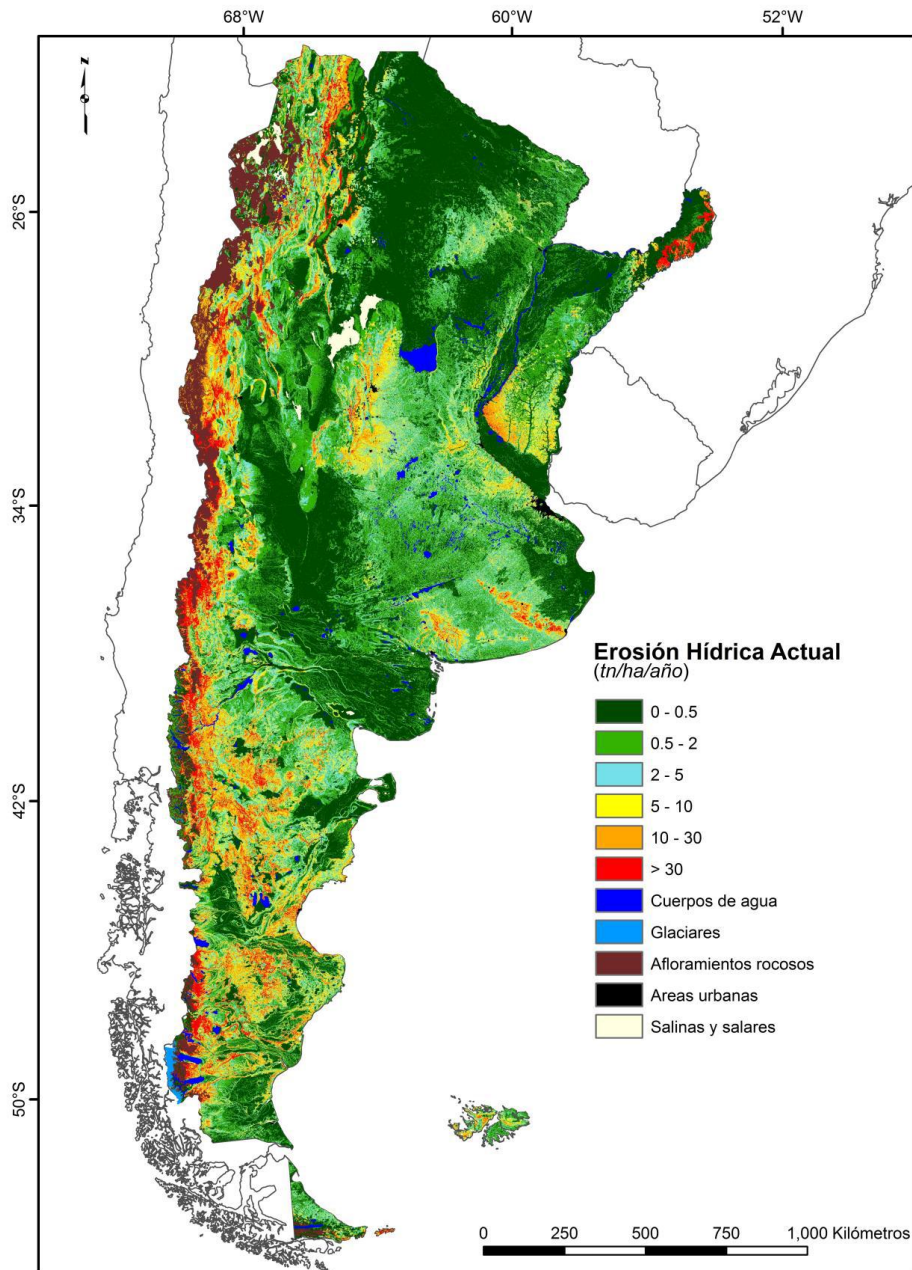 68°W
60°W
52°W
z
26°S
34°S
42°S
50°S
Erosión Hídrica Actual
(tn/ha/año)
0 - 0.5
0.5 - 2
2 - 5
5 - 10
10 - 30
> 30
Cuerpos de agua
Glaciares
Afloramientos rocosos
Areas urbanas
Salinas y salares
0 250 500 750 1,000 Kilómetros